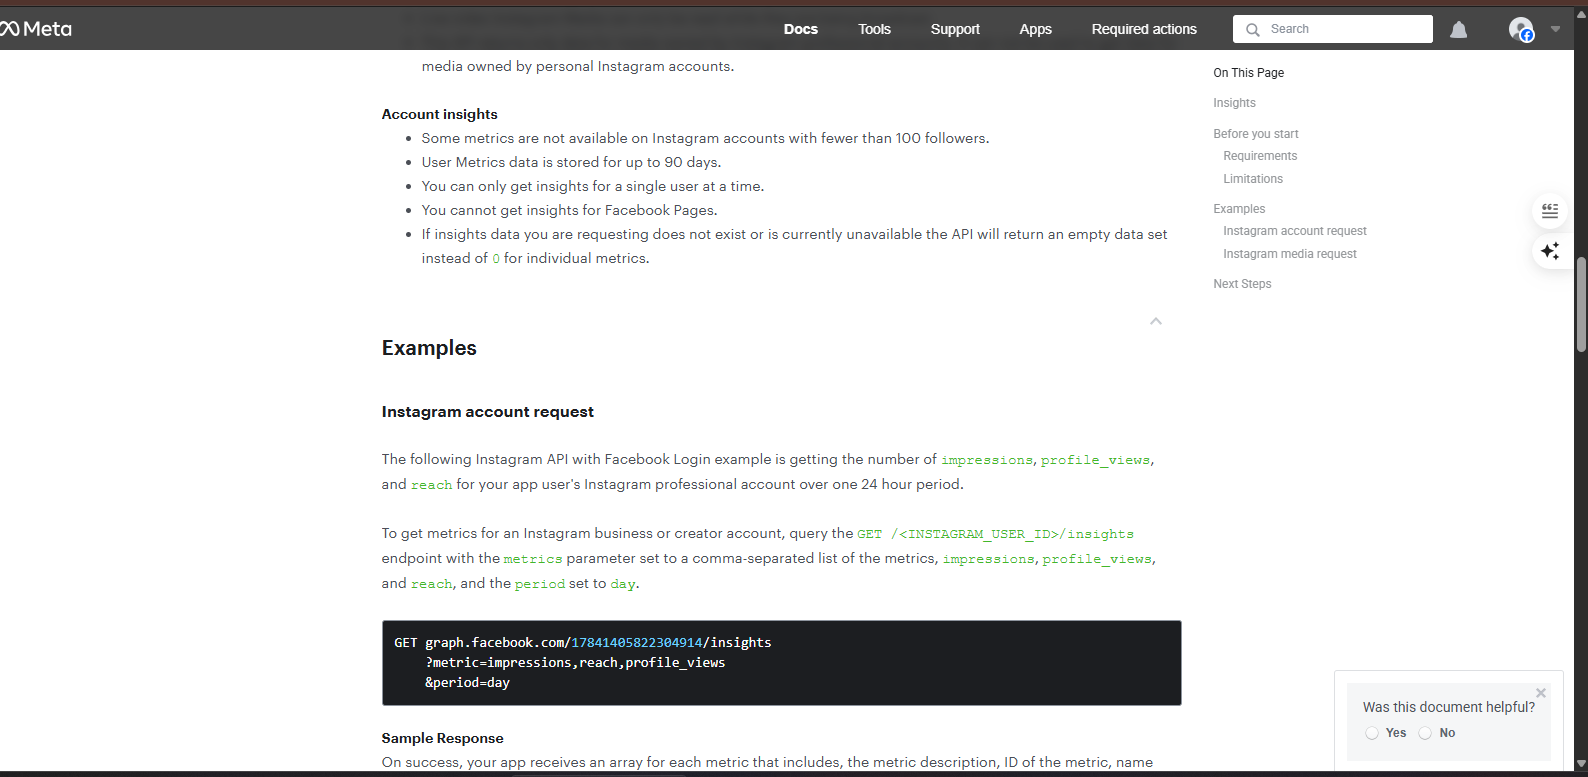 Meta
Docs
Tools
Support
Apps
Required actions
Search
media owned by personal Instagram accounts.
Account insights
Some metrics are not available on Instagram accounts with fewer than 100 followers.
User Metrics data is stored for up to 90 days.
You can only get insights for a single user at a time.
You cannot get insights for Facebook Pages.
If insights data you are requesting does not exist or is currently unavailable the API will return an empty data set
instead of 0 for individual metrics.
Examples
Instagram account request
The following Instagram API with Facebook Login example is getting the number of impressions, profile_views,
and reach for your app user's Instagram professional account over one 24 hour period.
To get metrics for an Instagram business or creator account, query the GET /<INSTAGRAM_USER_ID>/insights
endpoint with the metrics parameter set to a comma-separated list of the metrics, impressions, profile_views,
and reach, and the period set to day.
GET graph.facebook.com/17841405822304914/insights
?metric=impressions,reach,profile_views
&period=day
Sample Response
On success, your app receives an array for each metric that includes, the metric description, ID of the metric, name
On This Page
Insights
Before you start
Requirements
Limitations
Examples
Instagram account request
Instagram media request
Next Steps
Was this document helpful?
Yes
No